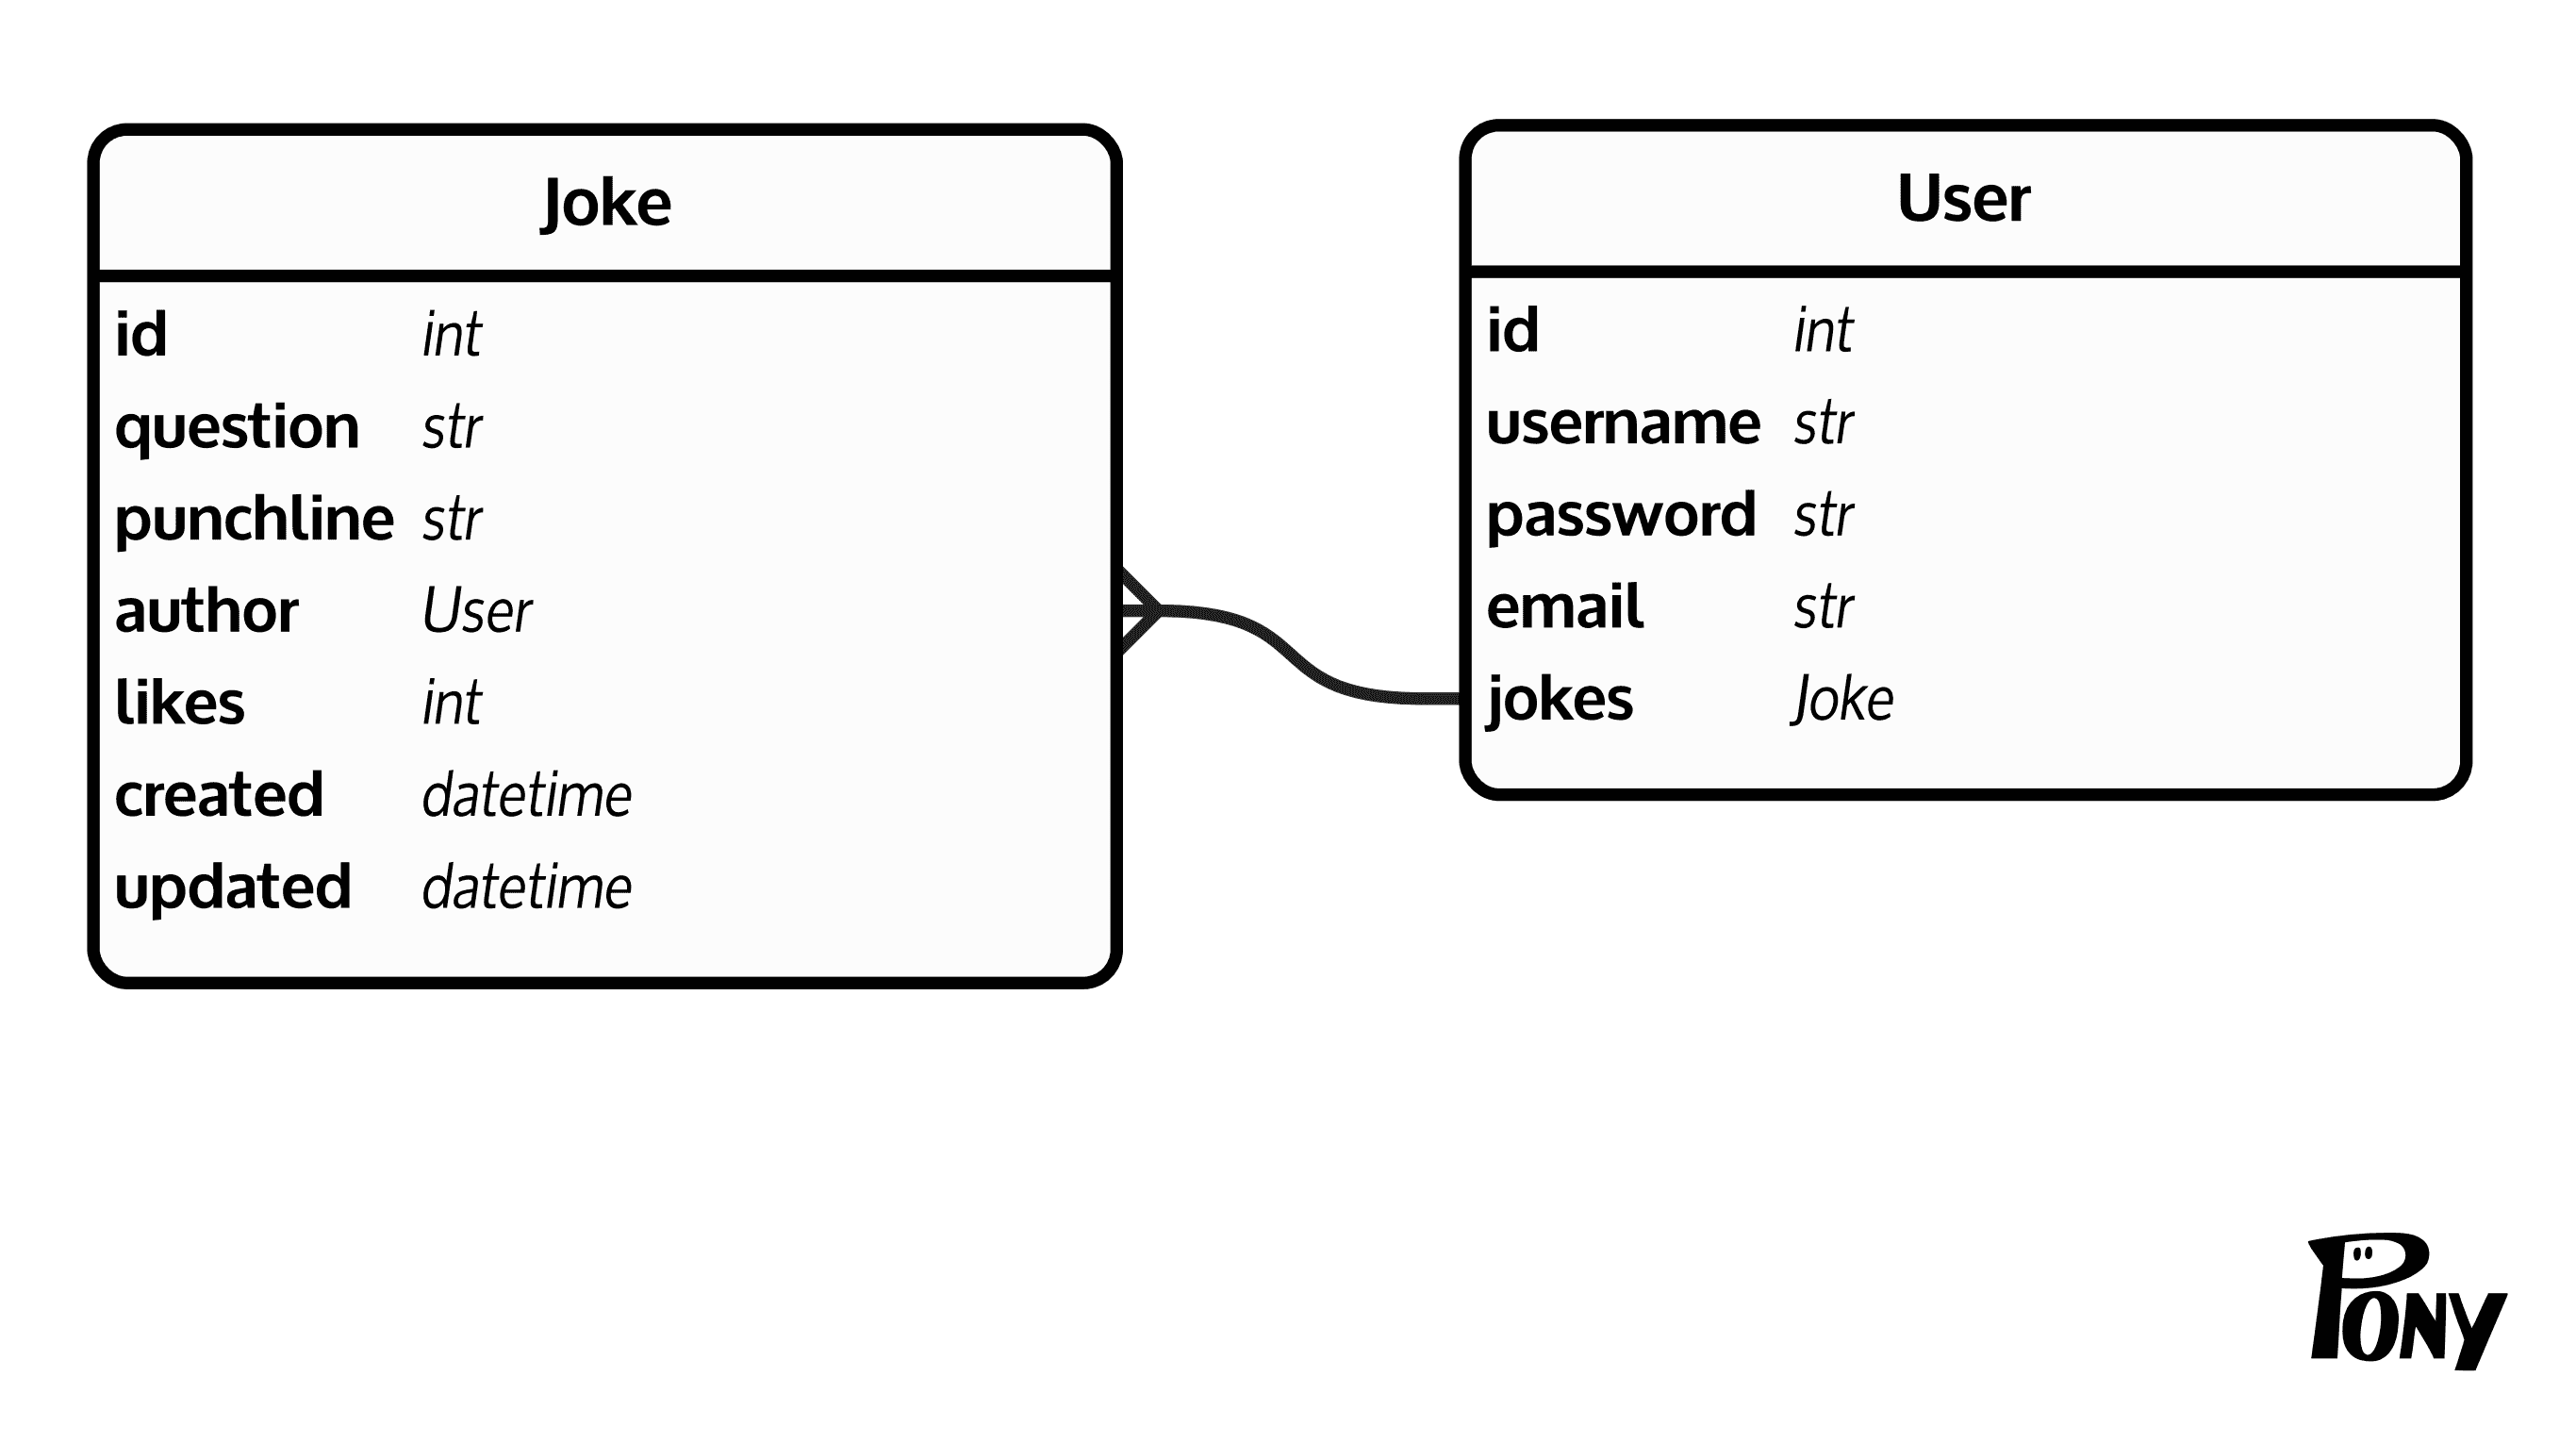 Joke
id int
question str
punchline str
author User
likes int
created datetime
updated datetime
User
id int
username str
password str
email str
jokes Joke
PONY